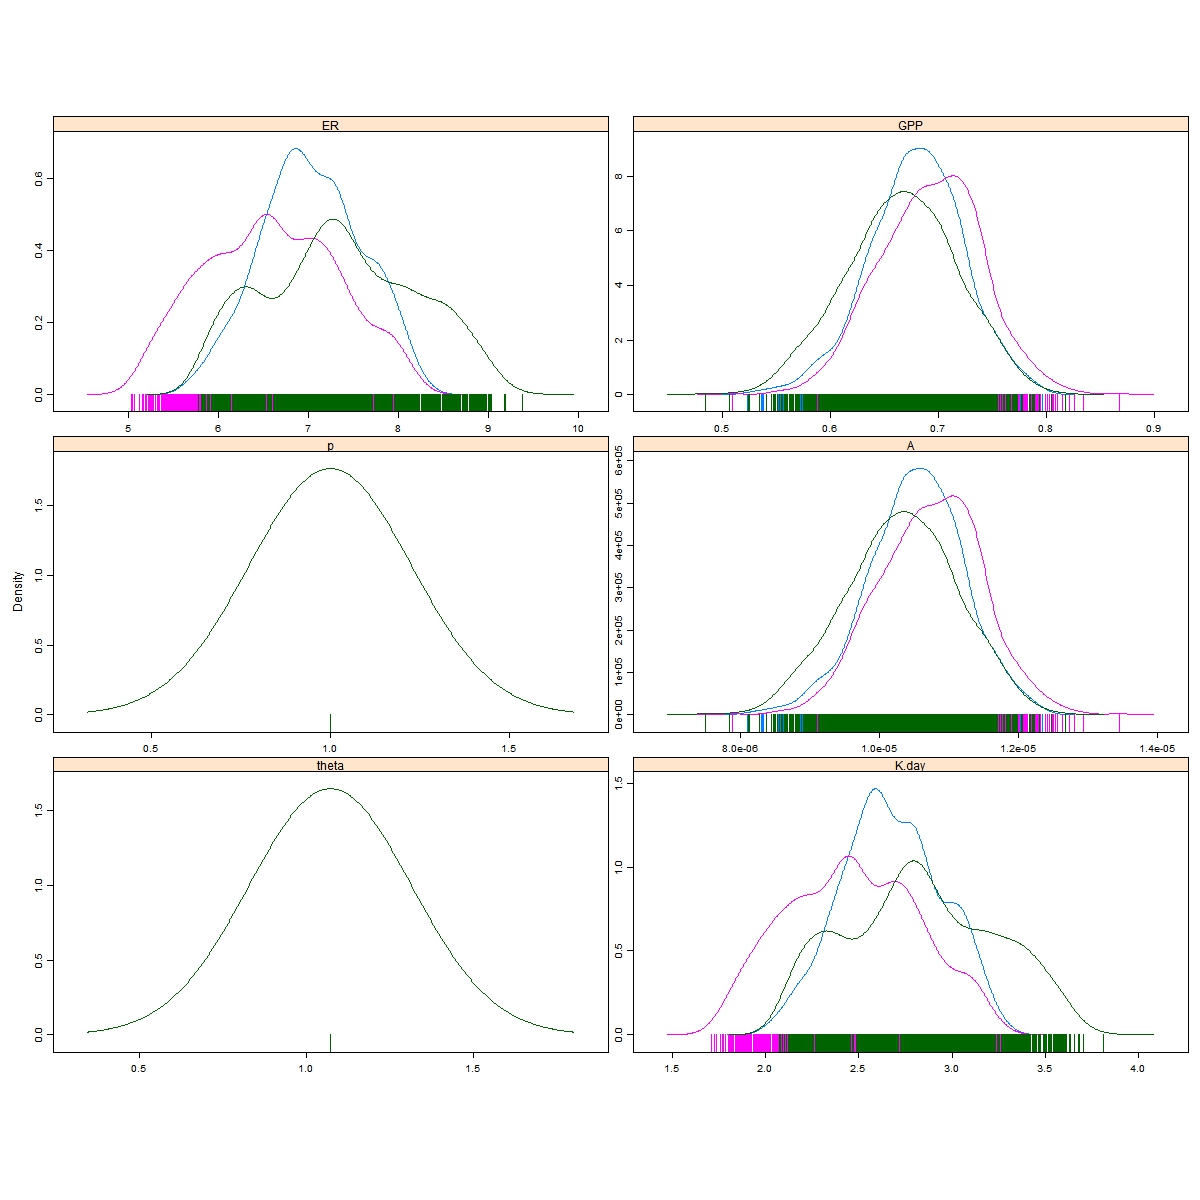 ER
GPP
0.0 0.2 0.4 0.6
0 2 4 6 8
5 6 7 8 9 10
0.5 0.6 0.7 0.8 0.9
p
A
Density
0.0 0.5 1.0 1.5
0e+00 1e+05 2e+05 3e+05 4e+05 5e+05 6e+05
0.5 1.0 1.5
8.0e-06 1.0e-05 1.2e-05 1.4e-05
theta
K.day
0.0 0.5 1.0 1.5
0.0 0.5 1.0 1.5
0.5 1.0 1.5
1.5 2.0 2.5 3.0 3.5 4.0